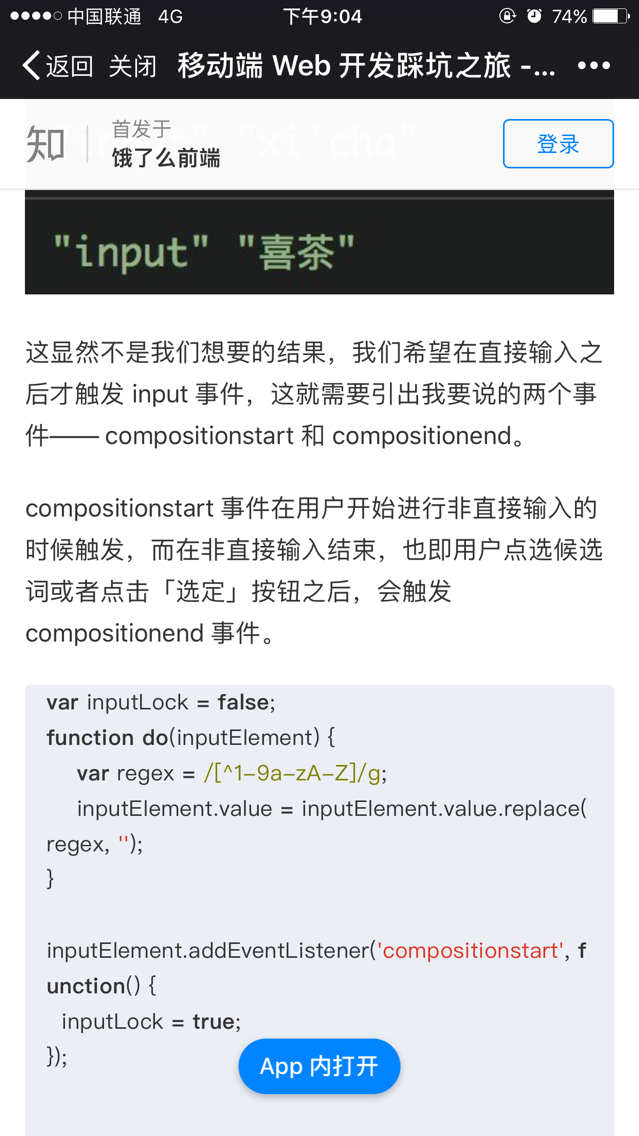 中国联通 4G 下午9:04 74%
返回 关闭 移动端 Web 开发踩坑之旅 -... •••
知 首发于
饿了么前端
登录
"input" "xi'cha"
"input" "喜茶"
这显然不是我们想要的结果，我们希望在直接输入之
后才触发 input 事件，这就需要引出我要说的两个事
件—— compositionstart 和 compositionend。
compositionstart 事件在用户开始进行非直接输入的
时候触发，而在非直接输入结束，也即用户点选候选
词或者点击「选定」按钮之后，会触发
compositionend 事件。
var inputLock = false;
function do(inputElement) {
var regex = /[^1-9a-zA-Z]/g;
inputElement.value = inputElement.value.replace(
regex, '');
}
inputElement.addEventListener('compositionstart', f
unction() {
inputLock = true;
});
App 内打开